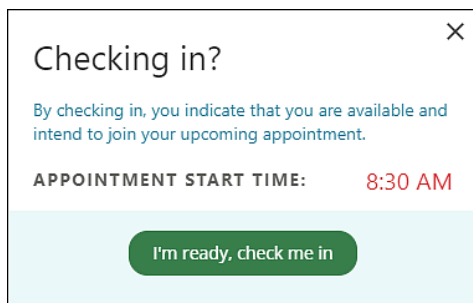 Checking in?
By checking in, you indicate that you are available and
intend to join your upcoming appointment.
APPOINTMENT START TIME: 8:30 AM
I'm ready, check me in